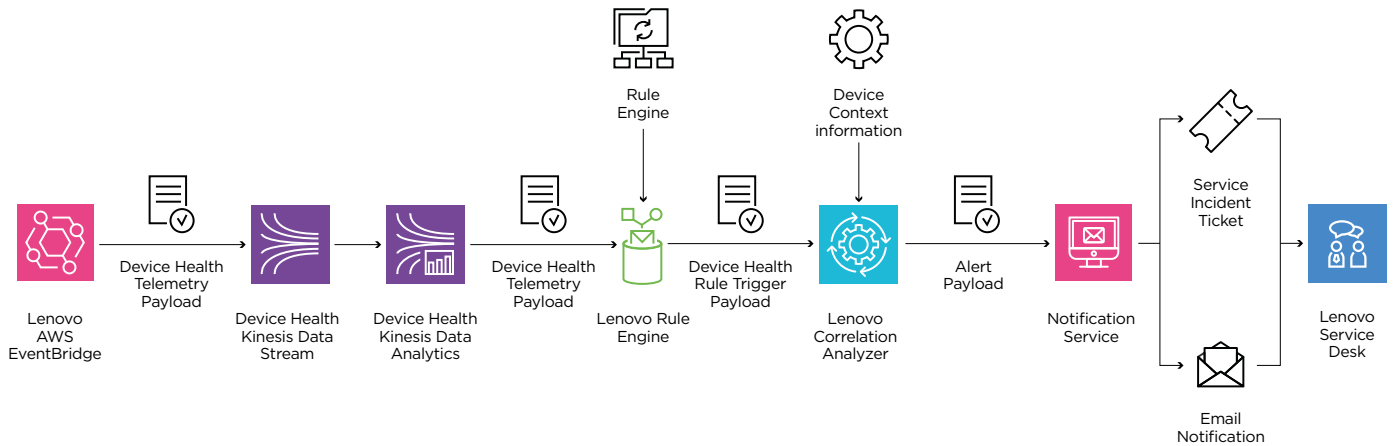 Rule
Engine
Device
Context
information
Device Health
Telemetry
Payload
Device Health
Telemetry
Payload
Device Health
Rule Trigger
Payload
Alert
Payload
Service
Incident
Ticket
Lenovo
AWS
EventBridge
Device Health
Kinesis Data
Stream
Device Health
Kinesis Data
Analytics
Lenovo Rule
Engine
Lenovo
Correlation
Analyzer
Notification
Service
Lenovo
Service
Desk
Email
Notification